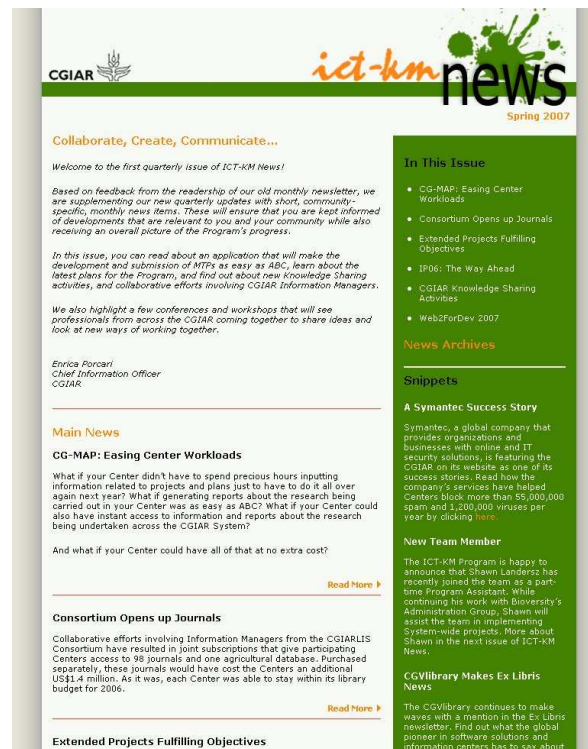 CGIAR
ict-km news
Spring 2007
Collaborate, Create, Communicate...
Welcome to the first quarterly issue of ICT-KM News!
Based on feedback from the readership of our old monthly newsletter, we
are supplementing our new quarterly updates with short, community-
specific, monthly news items. These will ensure that you are kept informed
of developments that are relevant to you and your community while also
receiving an overall picture of the Program's progress.
In this issue, you can read about an application that will make the
development and submission of MTPs as easy as ABC, learn about the
latest plans for the Program, and find out about new Knowledge Sharing
activities, and collaborative efforts involving CGIAR Information Managers.
We also highlight a few conferences and workshops that will see
professionals from across the CGIAR coming together to share ideas and
look at new ways of working together.
Enrica Porcari
Chief Information Officer
CGIAR
Main News
CG-MAP: Easing Center Workloads
What if your Center didn't have to spend precious hours inputting
information related to projects and plans just to have to do it all over
again next year? What if generating reports about the research being
carried out in your Center was as easy as ABC? What if your Center could
also have instant access to information and reports about the research
being undertaken across the CGIAR System?
And what if your Center could have all of that at no extra cost?
Read More
Consortium Opens up Journals
Collaborative efforts involving Information Managers from the CGIARLIS
Consortium have resulted in joint subscriptions that give participating
Centers access to 98 journals and one agricultural database. Purchased
separately, these journals would have cost the Centers an additional
US$1.4 million. As it was, each Center was able to stay within its library
budget for 2006.
Read More
Extended Projects Fulfilling Objectives
In This Issue
• CG-MAP: Easing Center
Workloads
• Consortium Opens up Journals
• Extended Projects Fulfilling
Objectives
• IP06: The Way Ahead
• CGIAR Knowledge Sharing
Activities
• Web2ForDev 2007
News Archives
Snippets
A Symantec Success Story
Symantec, a global company that
provides organizations and
businesses with online and IT
security solutions, is featuring the
CGIAR on its website as one of its
success stories. Read how the
company's services have helped
Centers block more than 55,000,000
spam and 1,200,000 viruses per
year by clicking here.
New Team Member
The ICT-KM Program is happy to
announce that Shawn Landersz has
recently joined the team as a part-
time Program Assistant. While
continuing his work with Bioversity's
Administration Group, Shawn will
assist the team in implementing
System-wide projects. More about
Shawn in the next issue of ICT-KM
News.
CGVlibrary Makes Ex Libris
News
The CGVlibrary continues to make
waves with a mention in the Ex Libris
newsletter. Find out what the global
pioneer in software solutions and
information centers has to say about